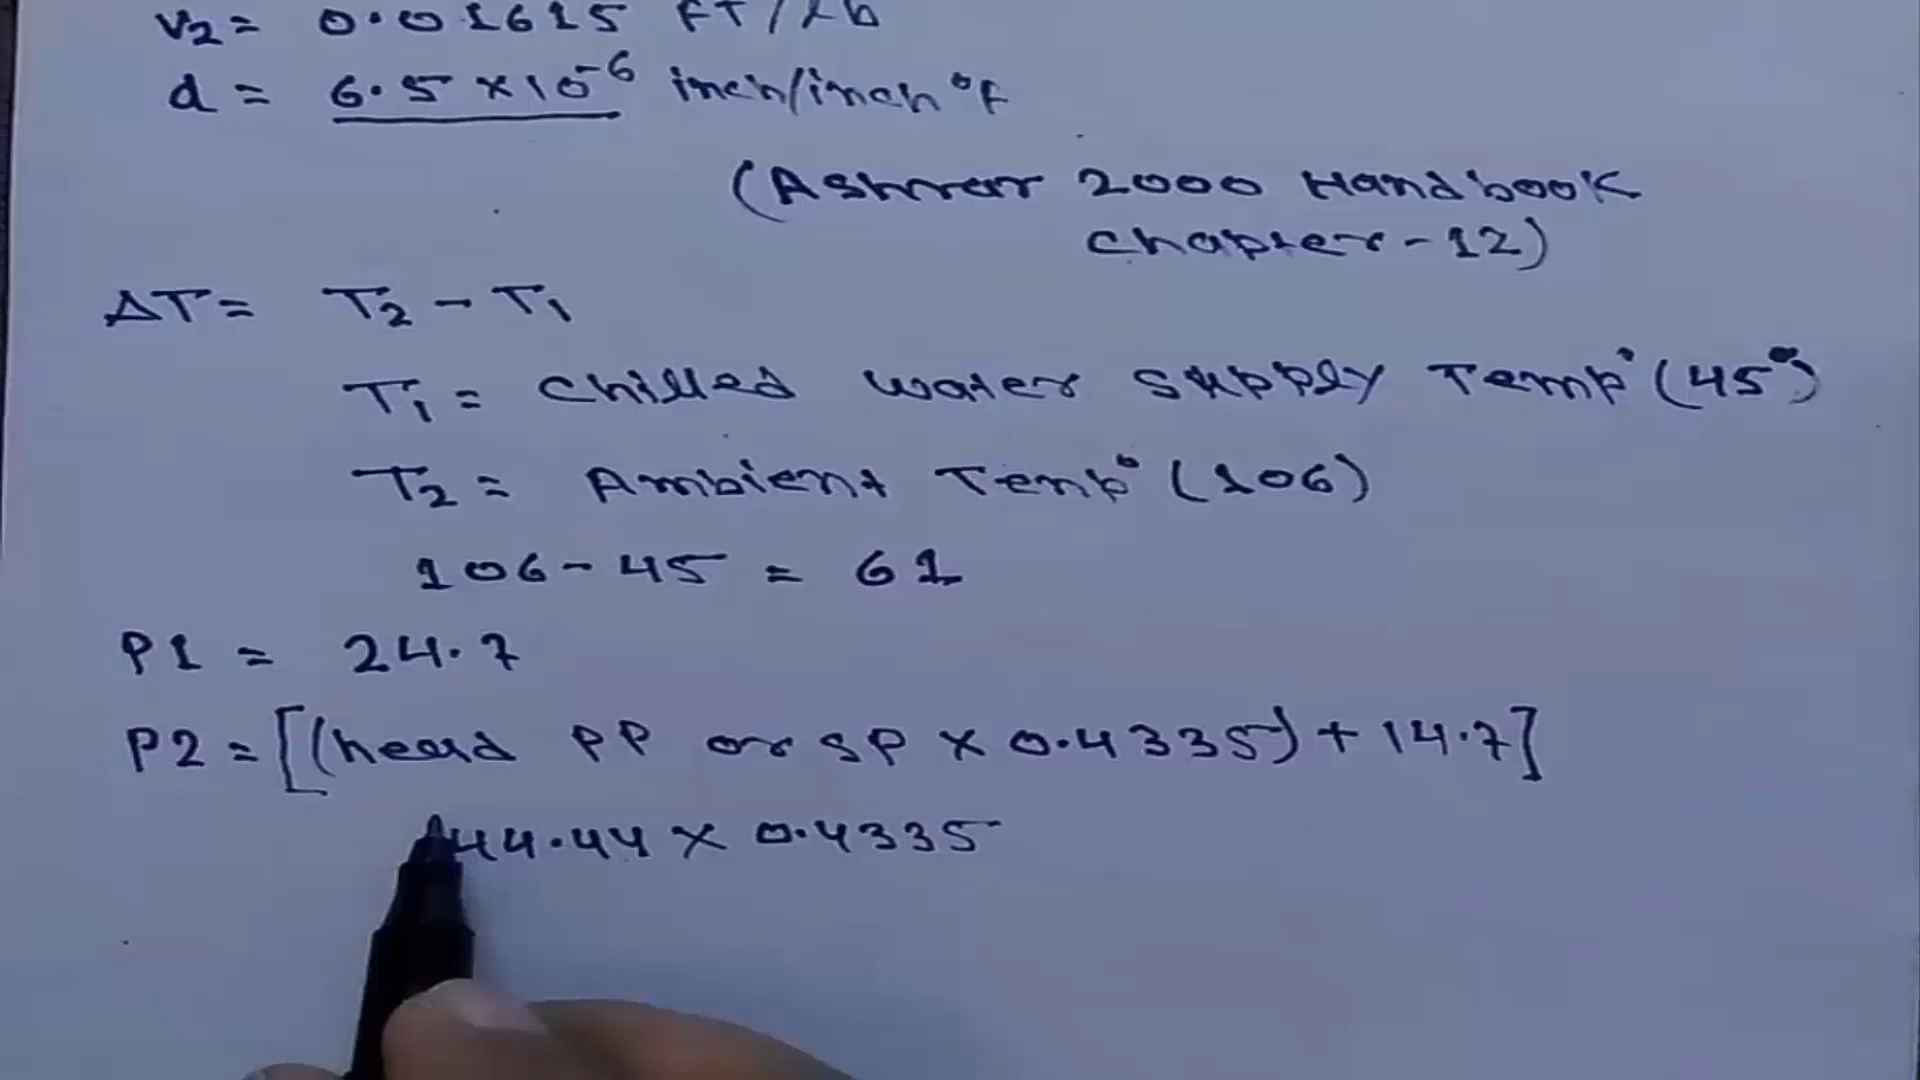 V2= 0.01615 FT/Lb
d = 6.5 × 10-6 inch/inch °F
(Ashrae 2000 Handbook
chapter-12)
ΔT= T2 - T1
T1= chilled water supply Temp° (45°)
T2= Ambient Temp° (106)
106-45 = 61
P1 = 24.7
P2=[(head PP or SP × 0.4335)+14.7]
44.44 × 0.4335